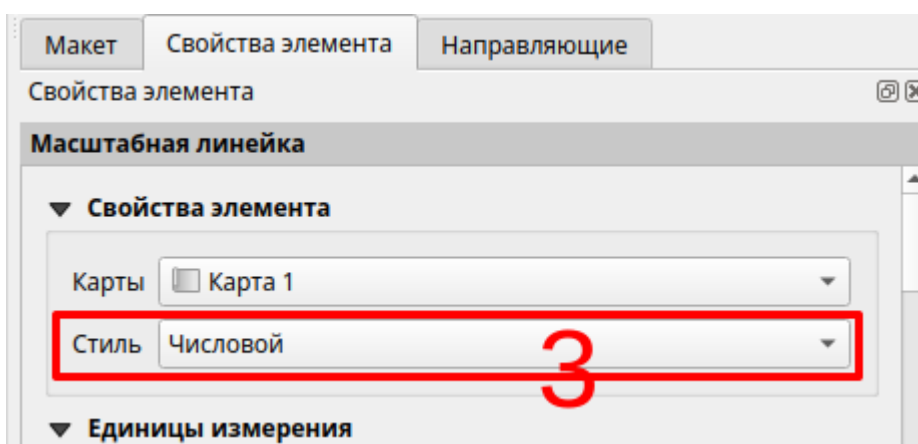 Макет Свойства элемента Направляющие
Свойства элемента
Масштабная линейка
Свойства элемента
Карты Карта 1
Стиль Числовой 3
Единицы измерения